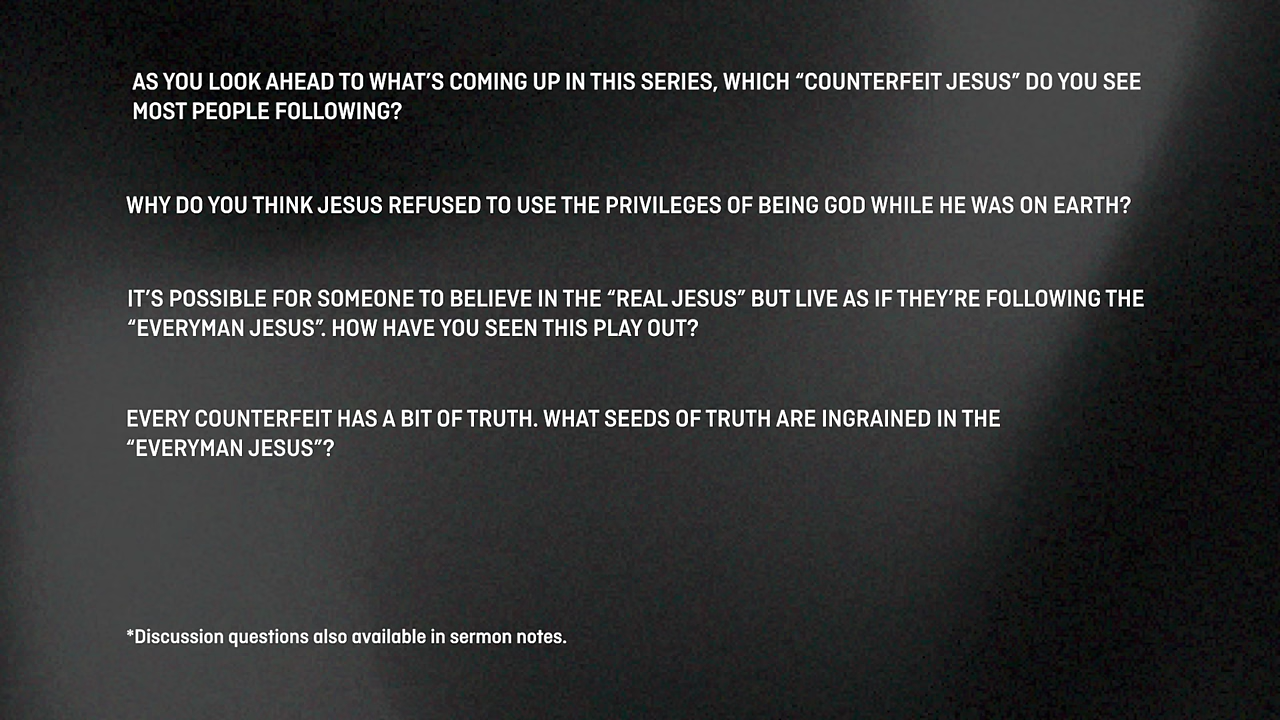 AS YOU LOOK AHEAD TO WHAT’S COMING UP IN THIS SERIES, WHICH “COUNTERFEIT JESUS” DO YOU SEE
MOST PEOPLE FOLLOWING?
WHY DO YOU THINK JESUS REFUSED TO USE THE PRIVILEGES OF BEING GOD WHILE HE WAS ON EARTH?
IT’S POSSIBLE FOR SOMEONE TO BELIEVE IN THE “REAL JESUS” BUT LIVE AS IF THEY’RE FOLLOWING THE
“EVERYMAN JESUS”. HOW HAVE YOU SEEN THIS PLAY OUT?
EVERY COUNTERFEIT HAS A BIT OF TRUTH. WHAT SEEDS OF TRUTH ARE INGRAINED IN THE
“EVERYMAN JESUS”?
*Discussion questions also available in sermon notes.